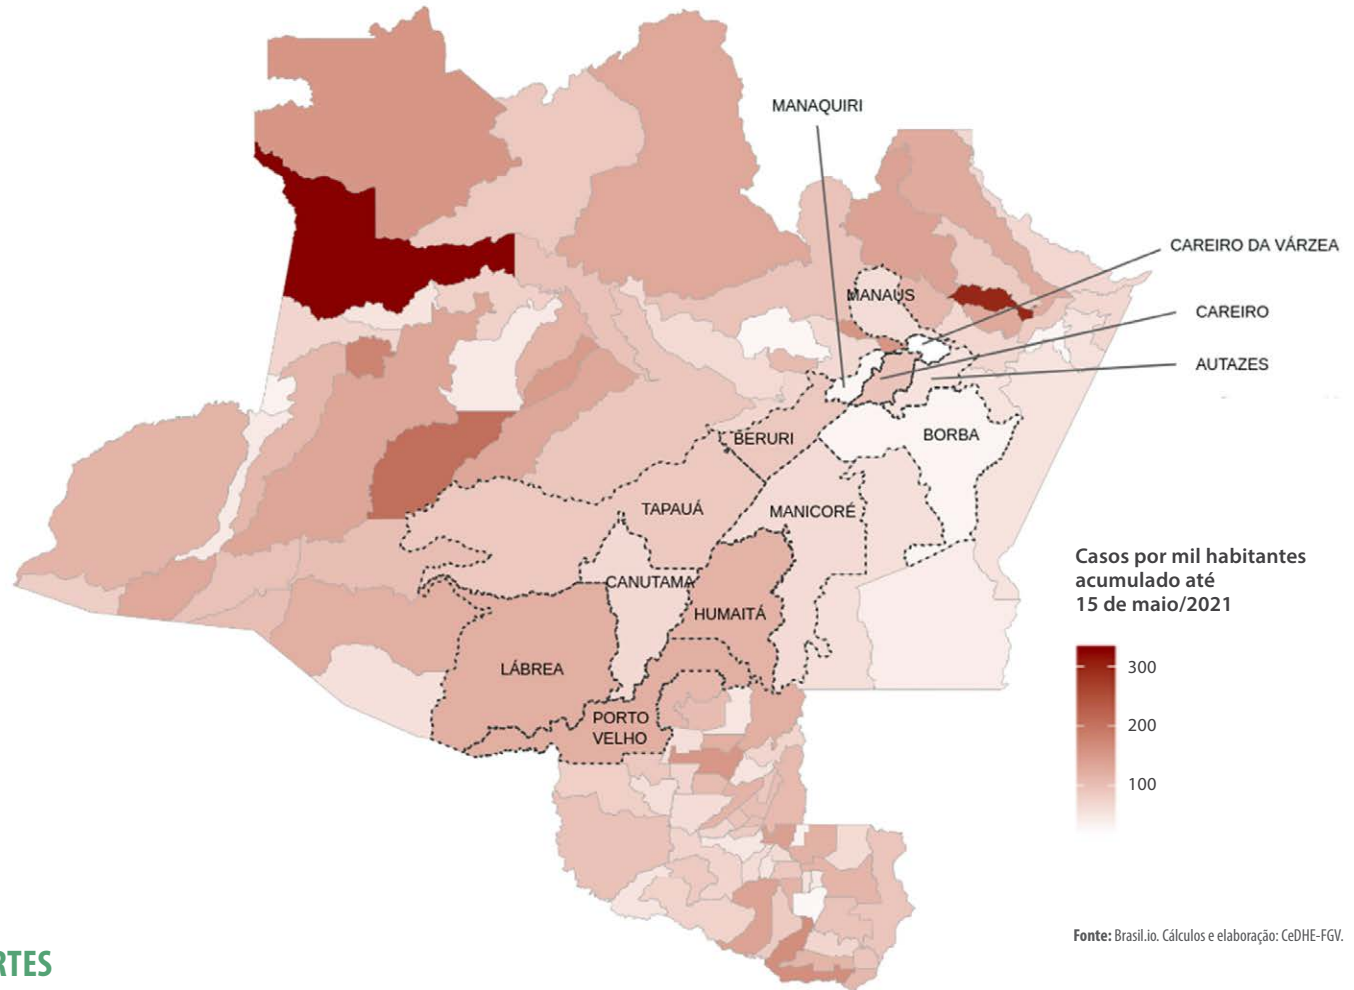 MANAQUIRI
CAREIRO DA VÁRZEA
MANAUS
CAREIRO
AUTAZES
BERURI
BORBA
TAPAUÁ
MANICORÉ
CANUTAMA
HUMAITÁ
LÁBREA
PORTO
VELHO
Casos por mil habitantes
acumulado até
15 de maio/2021
300
200
100
Fonte: Brasil.io. Cálculos e elaboração: CeDHE-FGV.
RTES